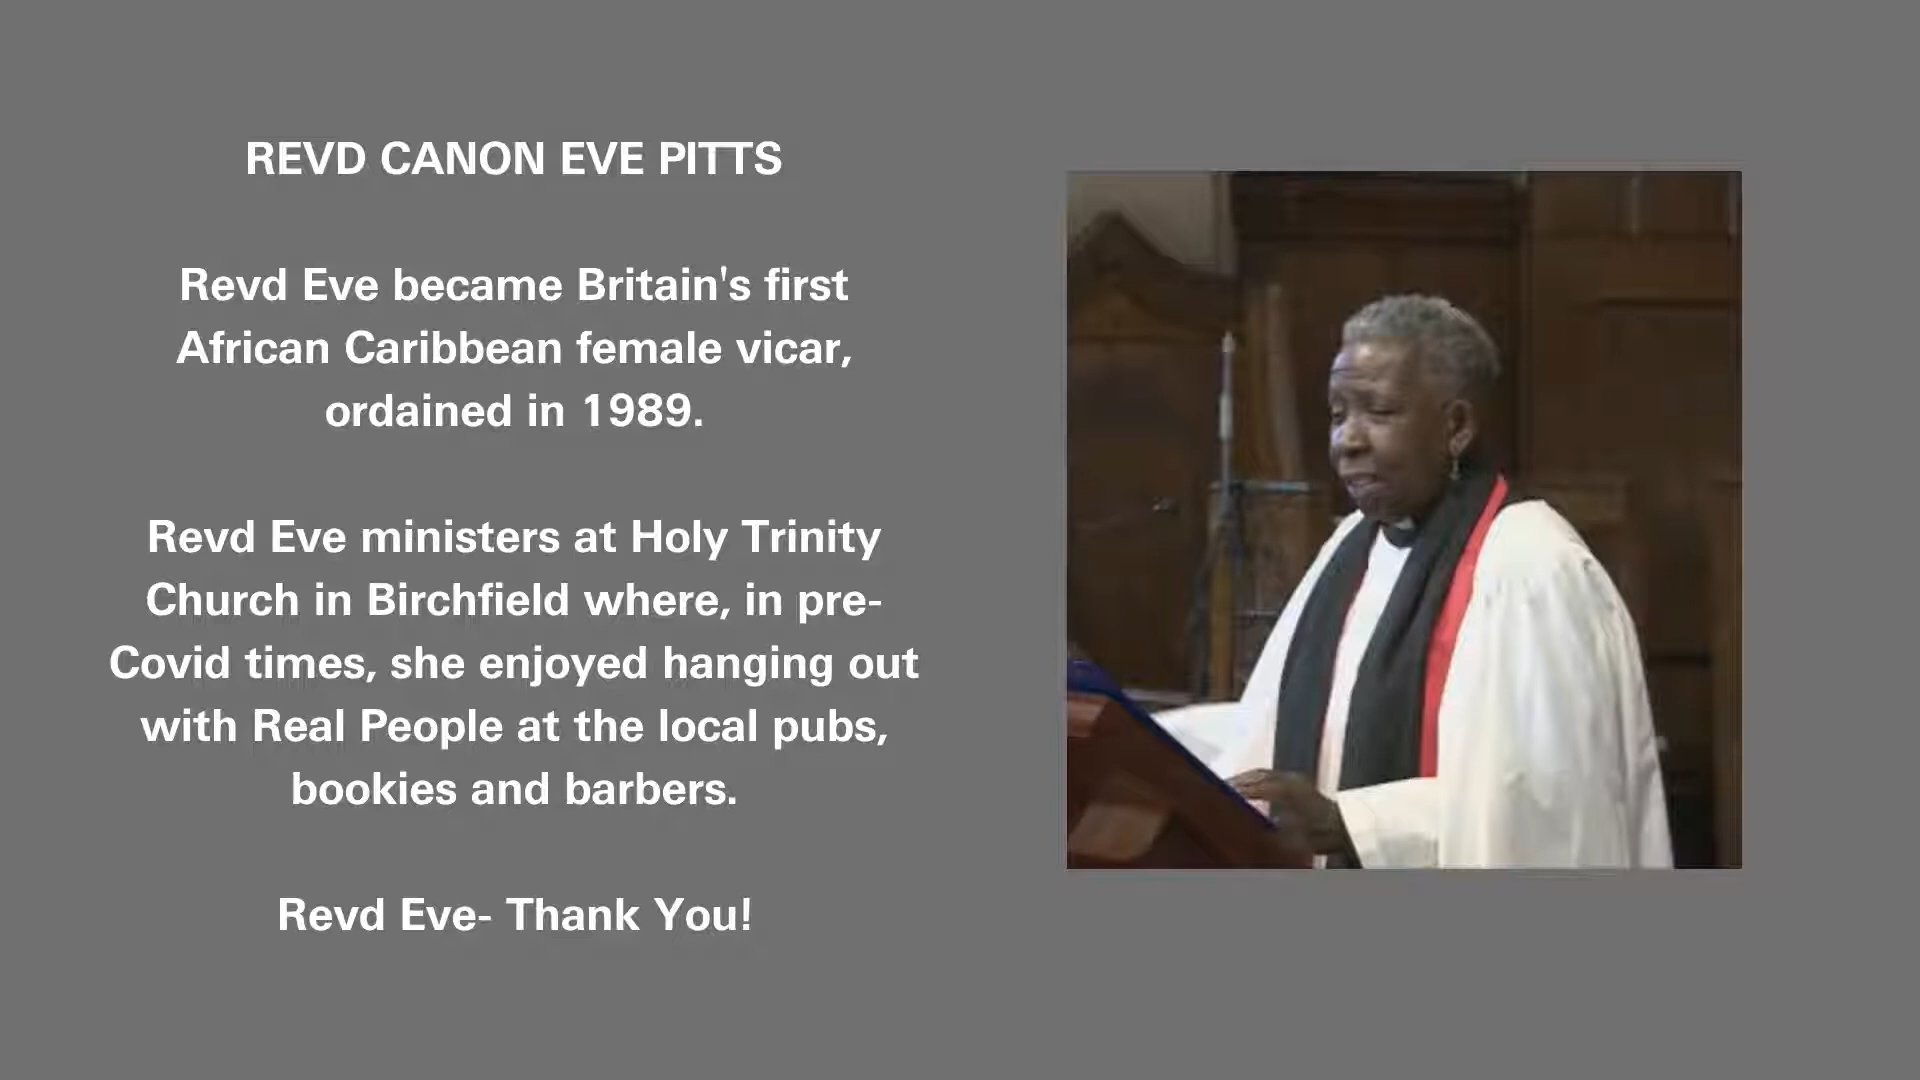 REVD CANON EVE PITTS
Revd Eve became Britain's first
African Caribbean female vicar,
ordained in 1989.
Revd Eve ministers at Holy Trinity
Church in Birchfield where, in pre-
Covid times, she enjoyed hanging out
with Real People at the local pubs,
bookies and barbers.
Revd Eve- Thank You!